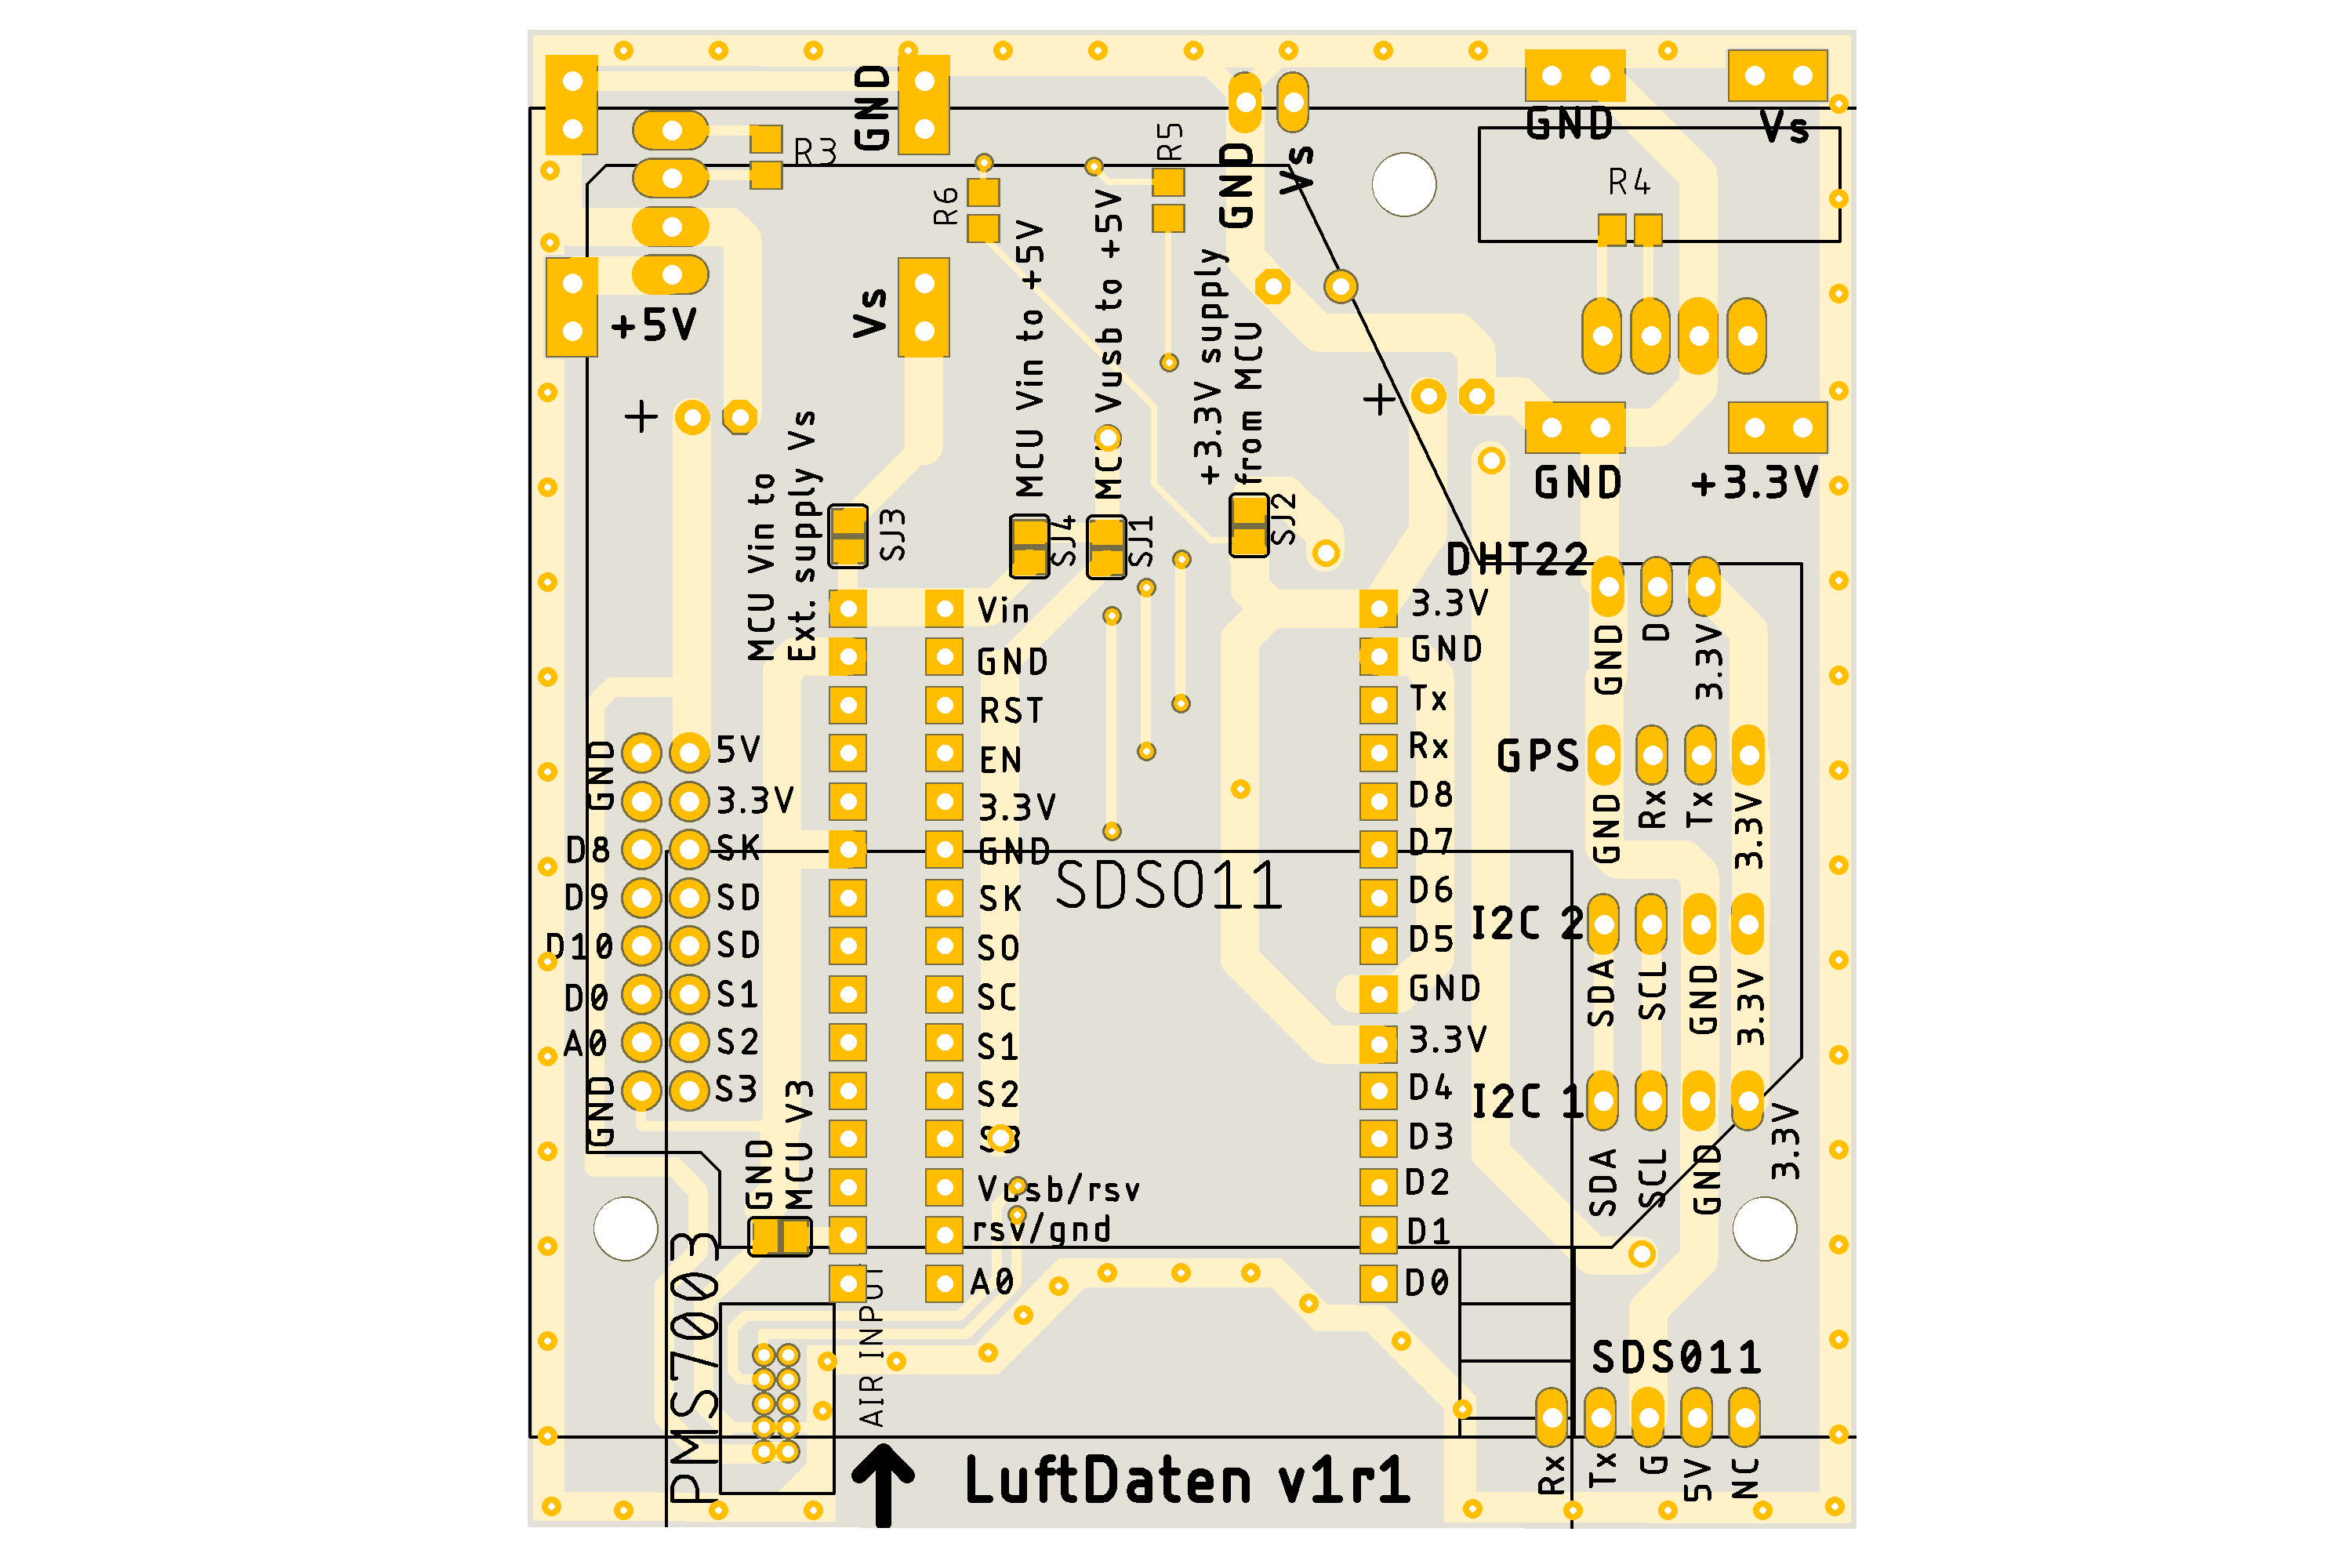 GND
R3
R5
GND
Vs
GND
Vs
R4
R6
+5V
Vs
MCU Vin to +5V
MCU Vusb to +5V
+3.3V supply
from MCU
+
+
GND
+3.3V
MCU Vin to
Ext. supply Vs
SJ3
SJ4
SJ1
SJ2
DHT22
GND
D
3.3V
Vin
GND
RST
EN
3.3V
GND
SK
SO
SC
S1
S2
S3
Vusb/rsv
rsv/gnd
A0
3.3V
GND
Tx
Rx
D8
D7
D6
D5
GND
3.3V
D4
D3
D2
D1
D0
GND
5V
3.3V
D8
SK
D9
SD
D10
SD
D0
S1
A0
S2
GND
S3
SDS011
GPS
GND
Rx
Tx
3.3V
I2C 2
SDA
SCL
GND
3.3V
I2C 1
SDA
SCL
GND
3.3V
GND
MCU V3
PMS7003
AIR INPUT
SDS011
Rx
Tx
G
5V
NC
LuftDaten v1r1